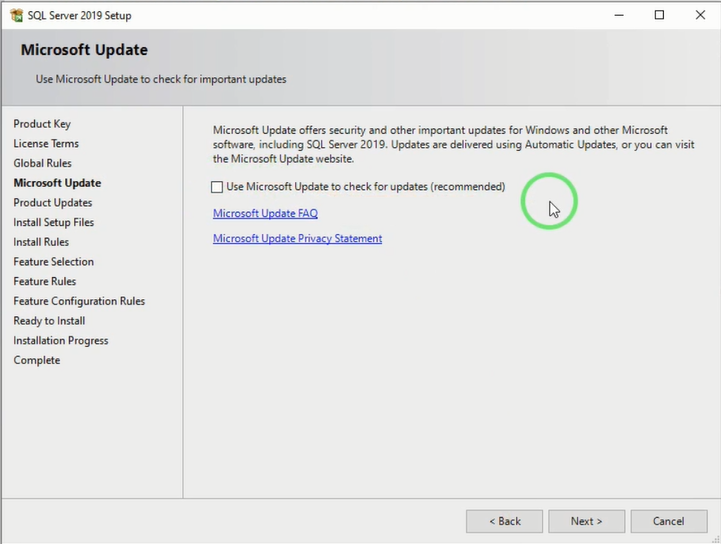 SQL Server 2019 Setup
Microsoft Update
Use Microsoft Update to check for important updates
Product Key
License Terms
Global Rules
Microsoft Update
Product Updates
Install Setup Files
Install Rules
Feature Selection
Feature Rules
Feature Configuration Rules
Ready to Install
Installation Progress
Complete
Microsoft Update offers security and other important updates for Windows and other Microsoft
software, including SQL Server 2019. Updates are delivered using Automatic Updates, or you can visit
the Microsoft Update website.
Use Microsoft Update to check for updates (recommended)
Microsoft Update FAQ
Microsoft Update Privacy Statement
< Back
Next >
Cancel